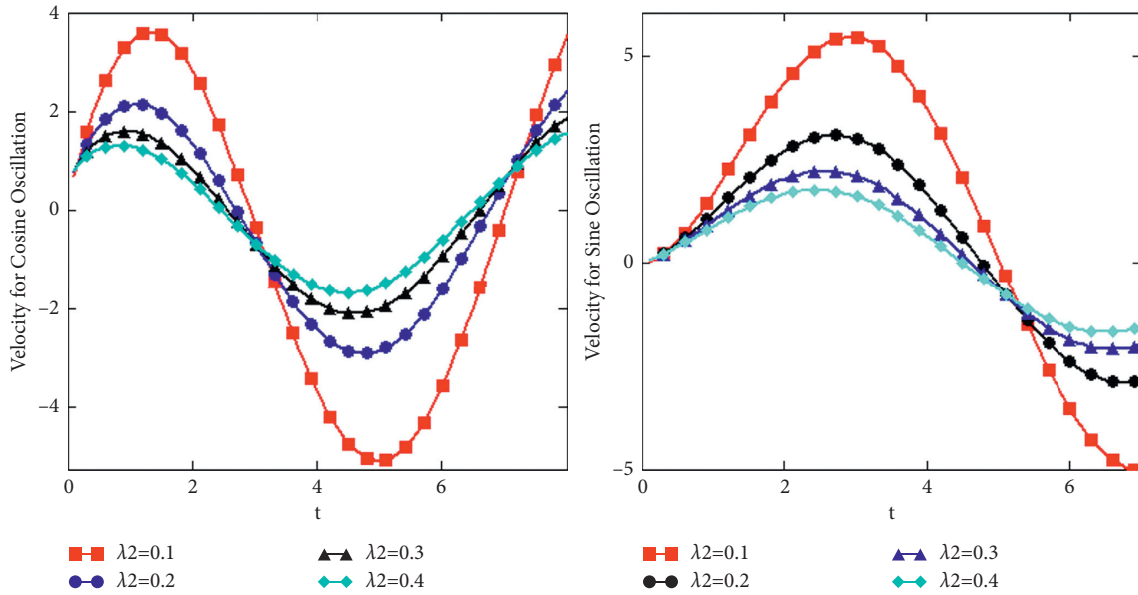 Velocity for Cosine Oscillation
4
2
0
−2
−4
0 2 4 6
t
λ2=0.1
λ2=0.2
λ2=0.3
λ2=0.4
Velocity for Sine Oscillation
5
0
−5
0 2 4 6
t
λ2=0.1
λ2=0.2
λ2=0.3
λ2=0.4